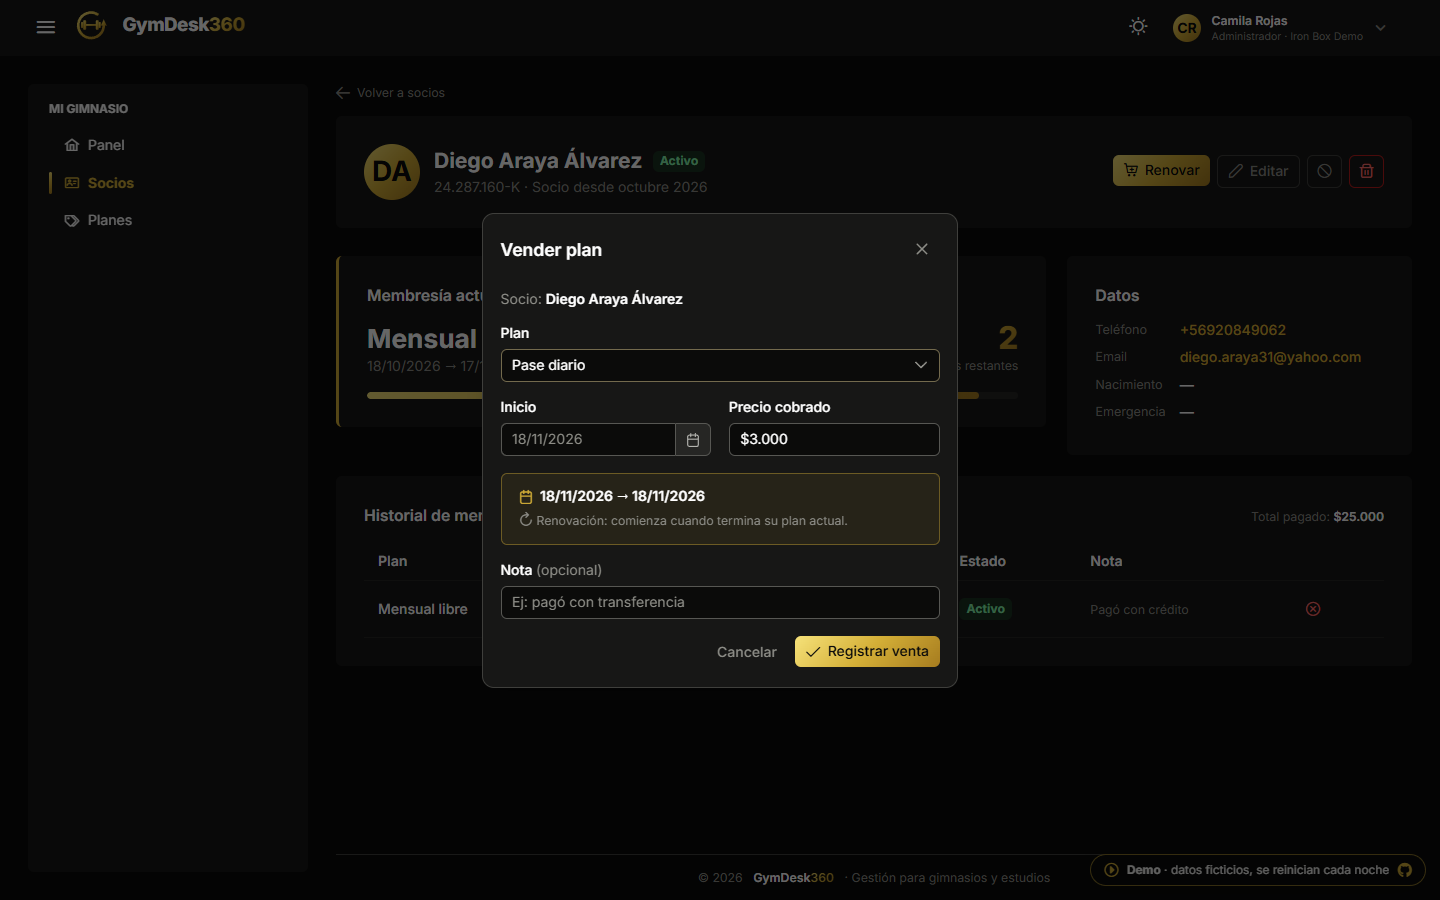 GymDesk360
CR
Camila Rojas
Administrador · Iron Box Demo
MI GIMNASIO
Panel
Socios
Planes
Volver a socios
DA
Diego Araya Álvarez
Activo
24.287.160-K · Socio desde octubre 2026
Renovar
Editar
Membresía actu
Mensual
18/10/2026 → 17/1
2
s restantes
Datos
Teléfono +56920849062
Email diego.araya31@yahoo.com
Nacimiento —
Emergencia —
Vender plan
Socio: Diego Araya Álvarez
Plan
Pase diario
Inicio
Precio cobrado
18/11/2026
$3.000
18/11/2026 → 18/11/2026
Renovación: comienza cuando termina su plan actual.
Nota (opcional)
Ej: pagó con transferencia
Cancelar
Registrar venta
Historial de mem
Total pagado: $25.000
Plan
Estado
Nota
Mensual libre
Activo
Pagó con crédito
© 2026 GymDesk360 · Gestión para gimnasios y estudios
Demo · datos ficticios, se reinician cada noche